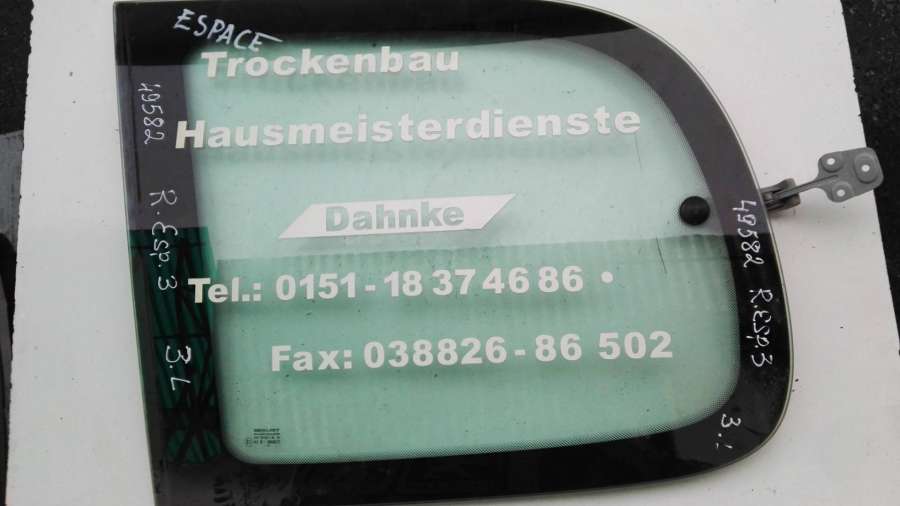 ESPACE
Trockenbau
Hausmeisterdienste
Dahnke
Tel.: 0151 - 18 37 46 86 •
Fax: 038826 - 86 502
49582 R. Esp. 3 3.L
49582 R.Esp.3 3.L